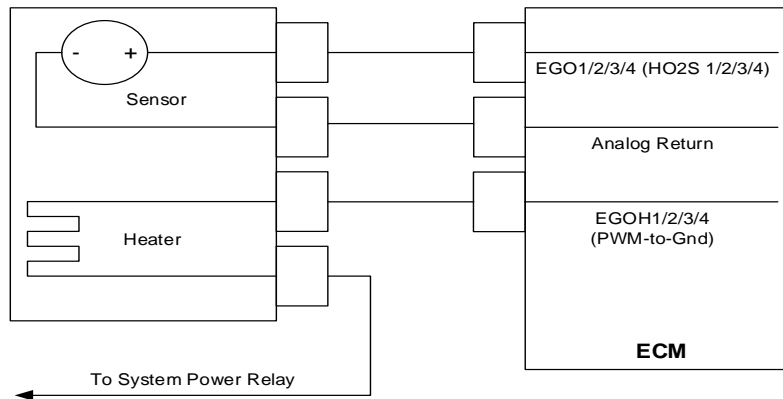 - +
Sensor
EGO1/2/3/4 (HO2S 1/2/3/4)
Analog Return
Heater
EGOH1/2/3/4
(PWM-to-Gnd)
ECM
To System Power Relay